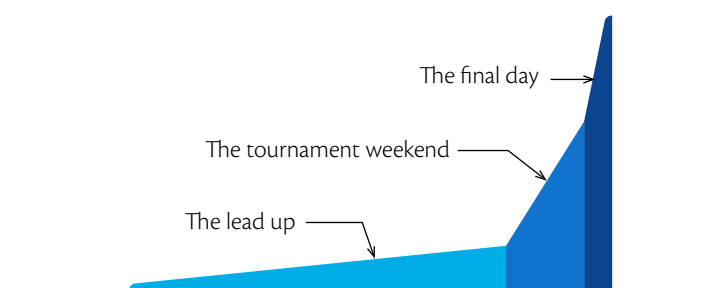 The final day
The tournament weekend
The lead up